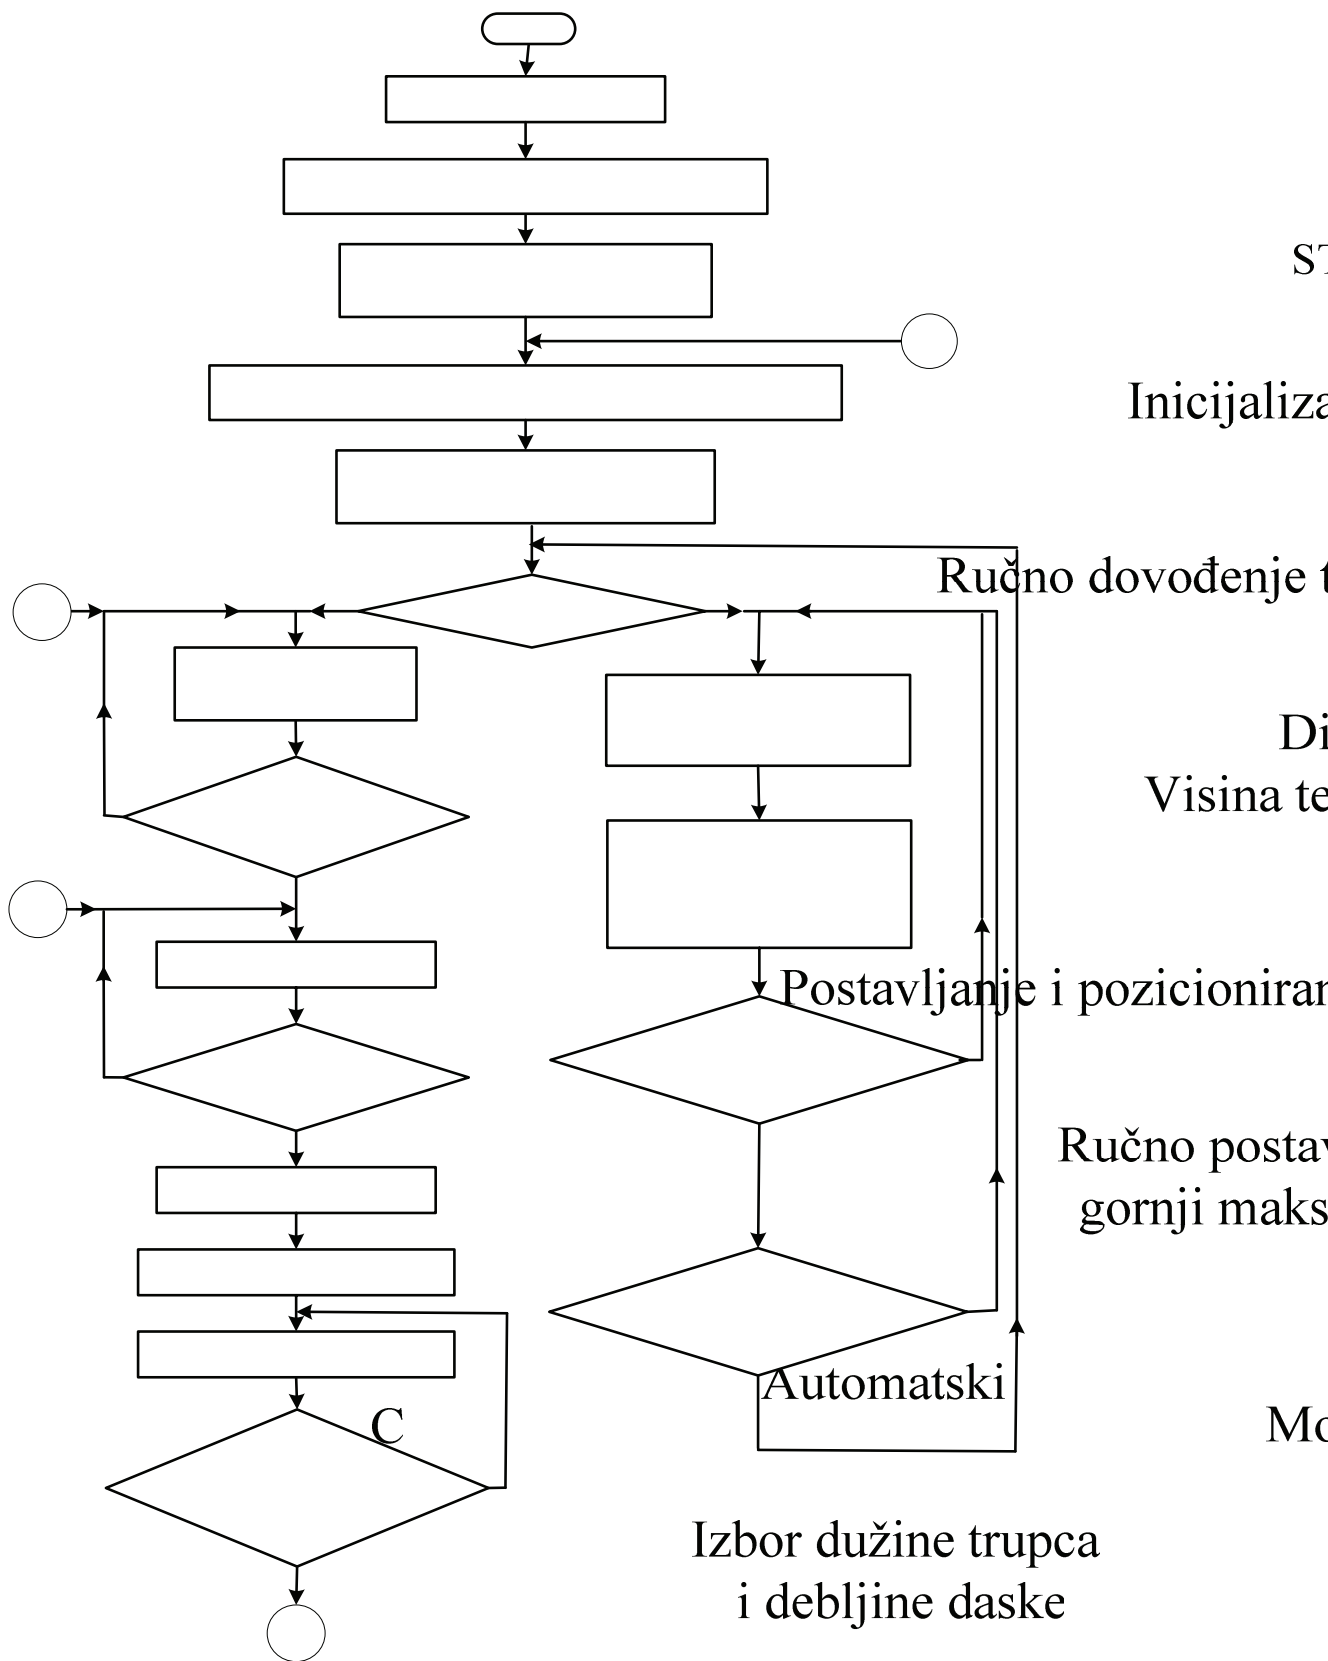 ST
Inicijaliza
Ručno dovođenje t
Di
Visina te
Postavljanje i pozicioniran
Ručno postav
gornji maks
Automatski
C
Mo
Izbor dužine trupca
i debljine daske